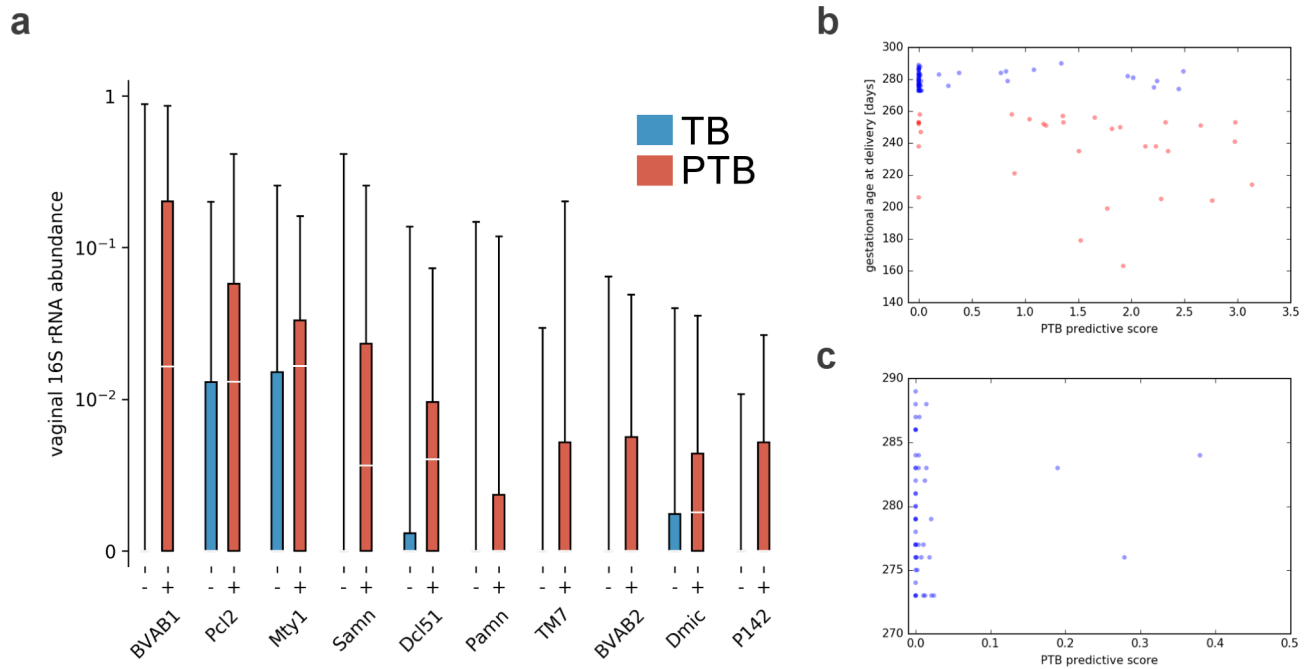 a
vaginal 16S rRNA abundance
1
10⁻¹
10⁻²
0
TB
PTB
- + - + - + - + - + - + - + - + - + - +
BVAB1 Pcl2 Mty1 Samn Dcl51 Pamn TM7 BVAB2 Dmic P142
b
gestational age at delivery [days]
300
280
260
240
220
200
180
160
140
0.0 0.5 1.0 1.5 2.0 2.5 3.0 3.5
PTB predictive score
c
290
285
280
275
270
0.0 0.1 0.2 0.3 0.4 0.5
PTB predictive score